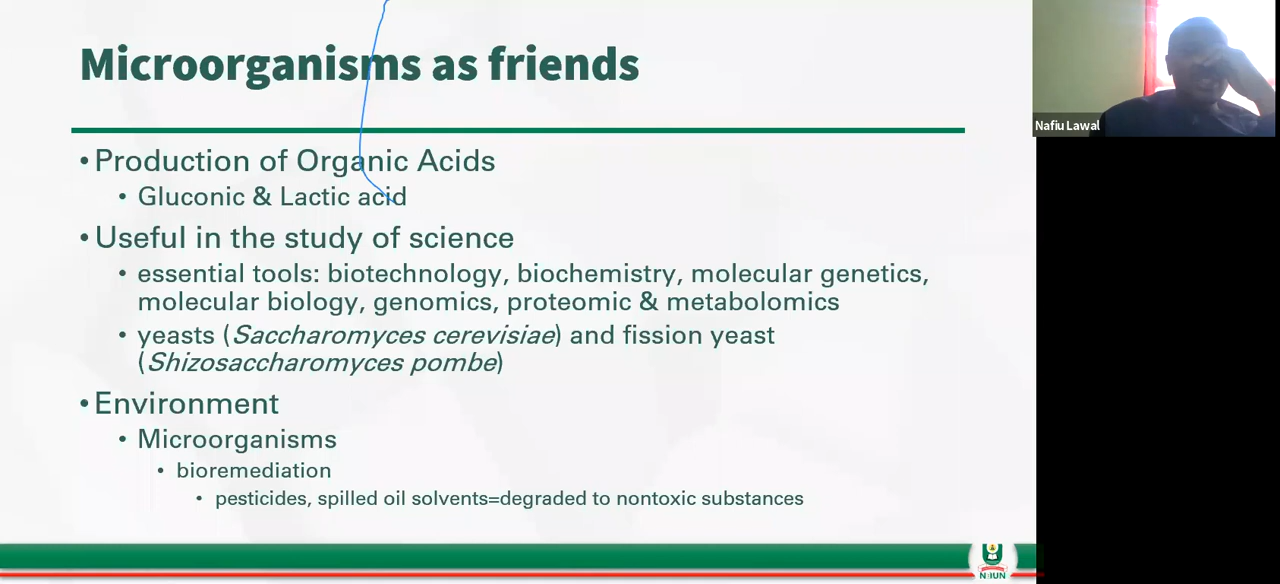 Microorganisms as friends
Nafiu Lawal
• Production of Organic Acids
• Gluconic & Lactic acid
• Useful in the study of science
• essential tools: biotechnology, biochemistry, molecular genetics,
molecular biology, genomics, proteomic & metabolomics
• yeasts (Saccharomyces cerevisiae) and fission yeast
(Shizosaccharomyces pombe)
• Environment
• Microorganisms
• bioremediation
• pesticides, spilled oil solvents=degraded to nontoxic substances